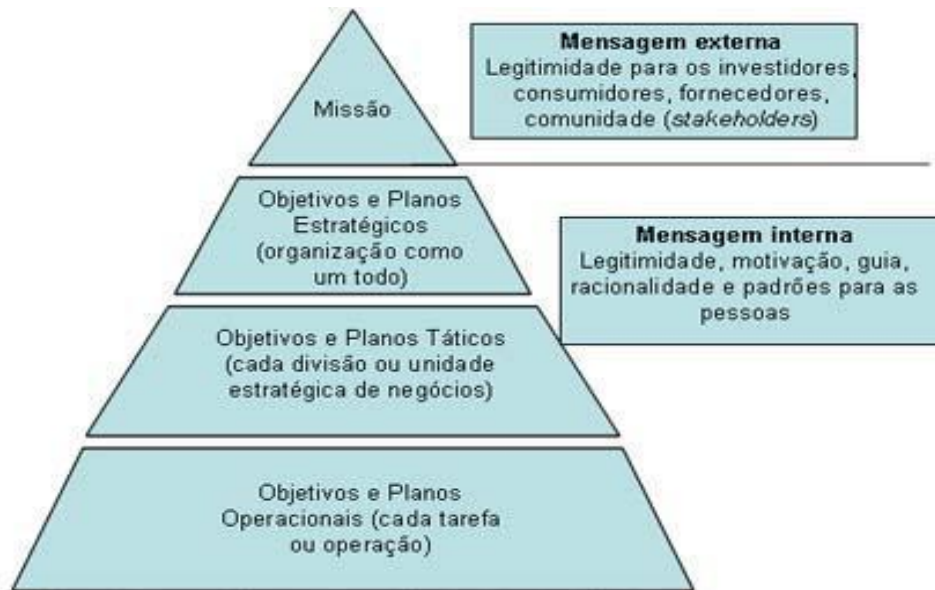 Missão
Mensagem externa
Legitimidade para os investidores,
consumidores, fornecedores,
comunidade (stakeholders)
Objetivos e Planos
Estratégicos
(organização como
um todo)
Mensagem interna
Legitimidade, motivação, guia,
racionalidade e padrões para as
pessoas
Objetivos e Planos Táticos
(cada divisão ou unidade
estratégica de negócios)
Objetivos e Planos
Operacionais (cada tarefa
ou operação)